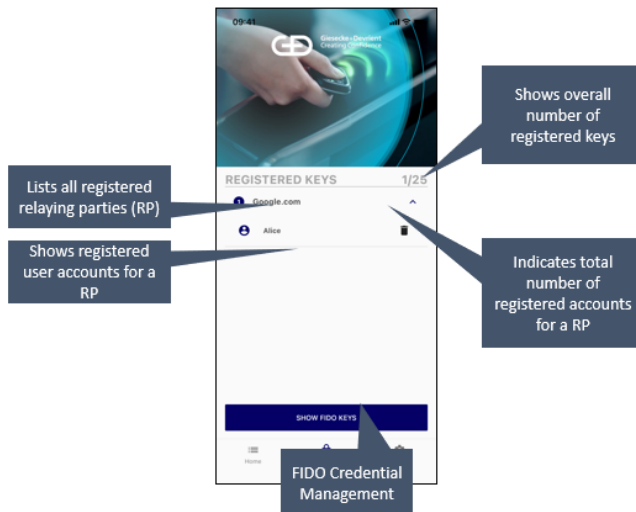 09:41
G+D
Giesecke+Devrient
Creating Confidence
Shows overall
number of
registered keys
REGISTERED KEYS 1/25
Lists all registered
relaying parties (RP)
1 Google.com
Alice
Shows registered
user accounts for a
RP
Indicates total
number of
registered accounts
for a RP
SHOW FIDO KEYS
Home
FIDO Credential
Management